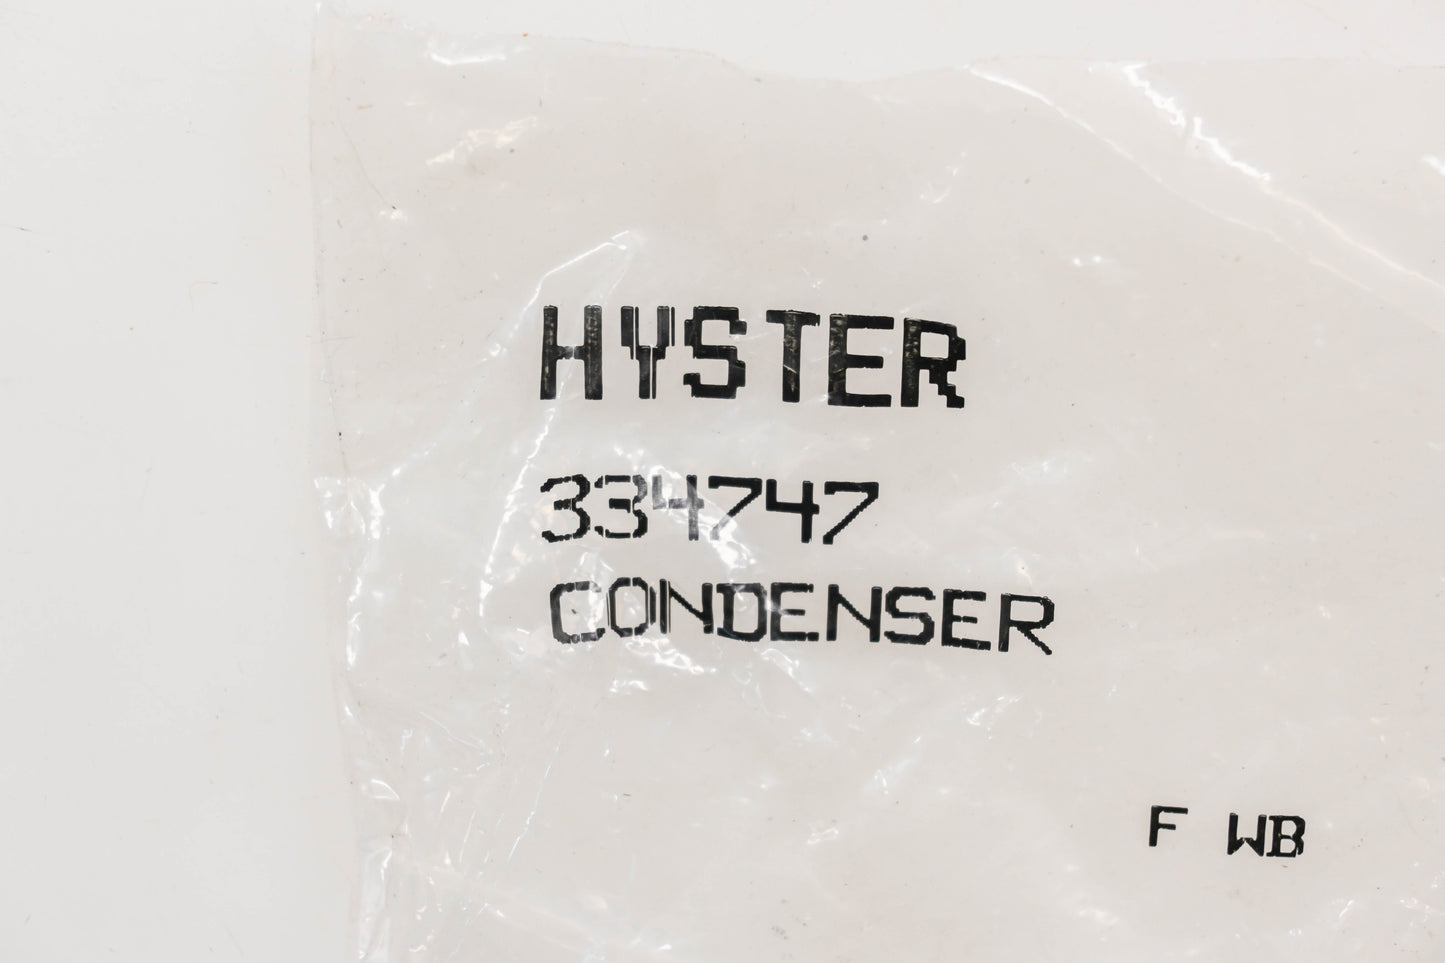 HYSTER
334747
CONDENSER
F WB